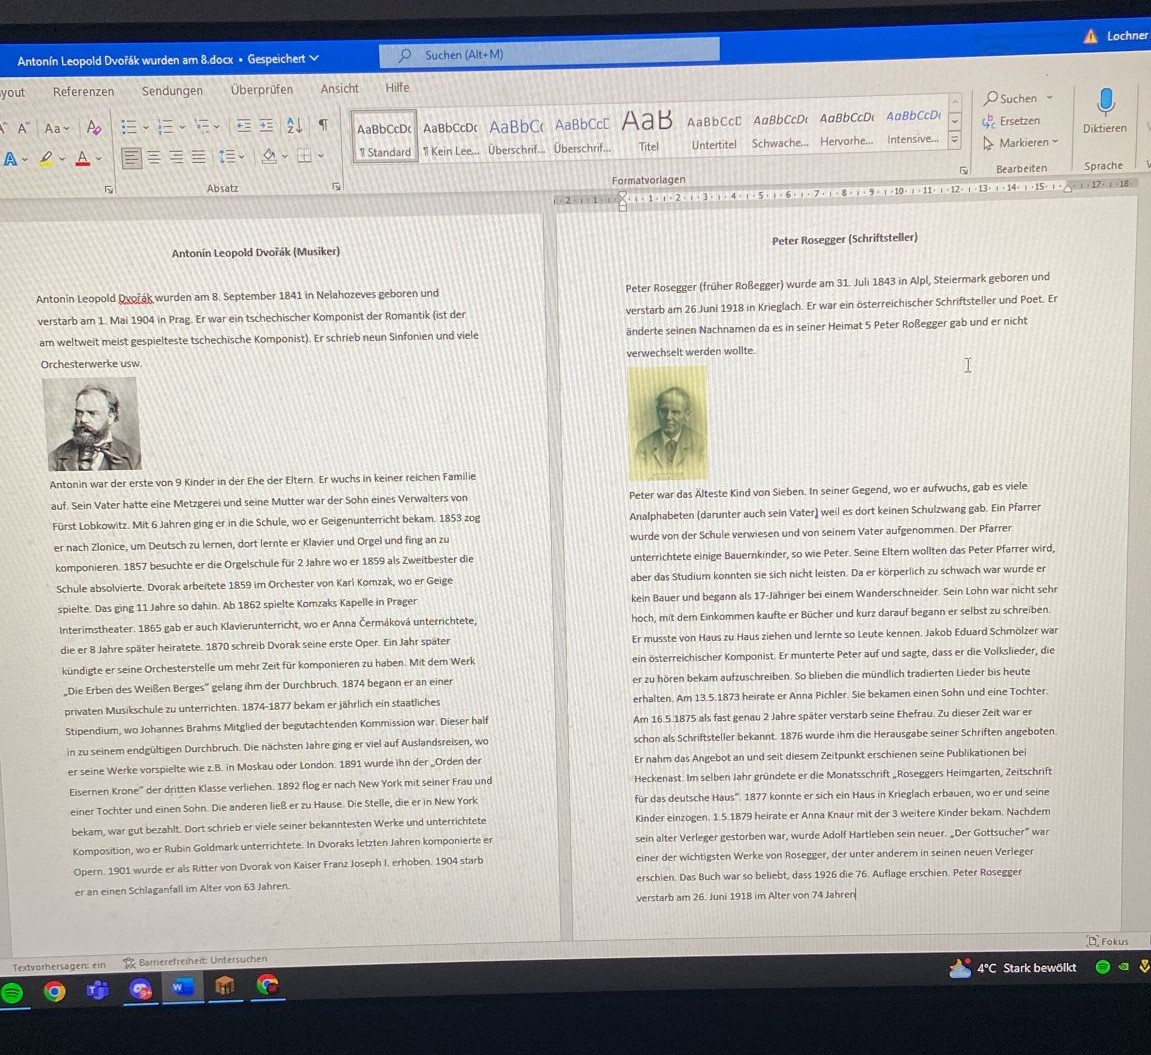 Antonín Leopold Dvořák wurden am 8.docx • Gespeichert
Suchen (Alt+M)
Lochner
yout Referenzen Sendungen Überprüfen Ansicht Hilfe
Aa
AaBbCcDc AaBbCcDc AaBbCc AaBbCcD AaB AaBbCcD AaBbCcDc AaBbCcDc AaBbCcDc
¶ Standard ¶ Kein Lee... Überschrif... Überschrif... Titel Untertitel Schwache... Hervorhe... Intensive...
Suchen
Ersetzen
Markieren
Diktieren
Absatz Formatvorlagen Bearbeiten Sprache
2 1 1 2 3 4 5 6 7 8 9 10 11 12 13 14 15 17 18
Antonín Leopold Dvořák (Musiker)
Antonín Leopold Dvořák wurden am 8. September 1841 in Nelahozeves geboren und
verstarb am 1. Mai 1904 in Prag. Er war ein tschechischer Komponist der Romantik (ist der
am weltweit meist gespielteste tschechische Komponist). Er schrieb neun Sinfonien und viele
Orchesterwerke usw.
Antonin war der erste von 9 Kinder in der Ehe der Eltern. Er wuchs in keiner reichen Familie
auf. Sein Vater hatte eine Metzgerei und seine Mutter war der Sohn eines Verwalters von
Fürst Lobkowitz. Mit 6 Jahren ging er in die Schule, wo er Geigenunterricht bekam. 1853 zog
er nach Zlonice, um Deutsch zu lernen, dort lernte er Klavier und Orgel und fing an zu
komponieren. 1857 besuchte er die Orgelschule für 2 Jahre wo er 1859 als Zweitbester die
Schule absolvierte. Dvorak arbeitete 1859 im Orchester von Karl Komzak, wo er Geige
spielte. Das ging 11 Jahre so dahin. Ab 1862 spielte Komzaks Kapelle in Prager
Interimstheater. 1865 gab er auch Klavierunterricht, wo er Anna Čermáková unterrichtete,
die er 8 Jahre später heiratete. 1870 schreib Dvorak seine erste Oper. Ein Jahr später
kündigte er seine Orchesterstelle um mehr Zeit für komponieren zu haben. Mit dem Werk
„Die Erben des Weißen Berges“ gelang ihm der Durchbruch. 1874 begann er an einer
privaten Musikschule zu unterrichten. 1874-1877 bekam er jährlich ein staatliches
Stipendium, wo Johannes Brahms Mitglied der begutachtenden Kommission war. Dieser half
in zu seinem endgültigen Durchbruch. Die nächsten Jahre ging er viel auf Auslandsreisen, wo
er seine Werke vorspielte wie z.B. in Moskau oder London. 1891 wurde ihn der „Orden der
Eisernen Krone“ der dritten Klasse verliehen. 1892 flog er nach New York mit seiner Frau und
einer Tochter und einen Sohn. Die anderen ließ er zu Hause. Die Stelle, die er in New York
bekam, war gut bezahlt. Dort schrieb er viele seiner bekanntesten Werke und unterrichtete
Komposition, wo er Rubin Goldmark unterrichtete. In Dvoraks letzten Jahren komponierte er
Opern. 1901 wurde er als Ritter von Dvorak von Kaiser Franz Joseph I. erhoben. 1904 starb
er an einen Schlaganfall im Alter von 63 Jahren.
Peter Rosegger (Schriftsteller)
Peter Rosegger (früher Roßegger) wurde am 31. Juli 1843 in Alpl, Steiermark geboren und
verstarb am 26.Juni 1918 in Krieglach. Er war ein österreichischer Schriftsteller und Poet. Er
änderte seinen Nachnamen da es in seiner Heimat 5 Peter Roßegger gab und er nicht
verwechselt werden wollte.
Peter war das Älteste Kind von Sieben. In seiner Gegend, wo er aufwuchs, gab es viele
Analphabeten (darunter auch sein Vater) weil es dort keinen Schulzwang gab. Ein Pfarrer
wurde von der Schule verwiesen und von seinem Vater aufgenommen. Der Pfarrer
unterrichtete einige Bauernkinder, so wie Peter. Seine Eltern wollten das Peter Pfarrer wird,
aber das Studium konnten sie sich nicht leisten. Da er körperlich zu schwach war wurde er
kein Bauer und begann als 17-Jähriger bei einem Wanderschneider. Sein Lohn war nicht sehr
hoch, mit dem Einkommen kaufte er Bücher und kurz darauf begann er selbst zu schreiben.
Er musste von Haus zu Haus ziehen und lernte so Leute kennen. Jakob Eduard Schmölzer war
ein österreichischer Komponist. Er munterte Peter auf und sagte, dass er die Volkslieder, die
er zu hören bekam aufzuschreiben. So blieben die mündlich tradierten Lieder bis heute
erhalten. Am 13.5.1873 heirate er Anna Pichler. Sie bekamen einen Sohn und eine Tochter.
Am 16.5.1875 als fast genau 2 Jahre später verstarb seine Ehefrau. Zu dieser Zeit war er
schon als Schriftsteller bekannt. 1876 wurde ihm die Herausgabe seiner Schriften angeboten.
Er nahm das Angebot an und seit diesem Zeitpunkt erschienen seine Publikationen bei
Heckenast. Im selben Jahr gründete er die Monatsschrift „Roseggers Heimgarten, Zeitschrift
für das deutsche Haus“. 1877 konnte er sich ein Haus in Krieglach erbauen, wo er und seine
Kinder einzogen. 1.5.1879 heirate er Anna Knaur mit der 3 weitere Kinder bekam. Nachdem
sein alter Verleger gestorben war, wurde Adolf Hartleben sein neuer. „Der Gottsucher“ war
einer der wichtigsten Werke von Rosegger, der unter anderem in seinen neuen Verleger
erschien. Das Buch war so beliebt, dass 1926 die 76. Auflage erschien. Peter Rosegger
verstarb am 26. Juni 1918 im Alter von 74 Jahren
Textvorhersagen: ein Barrierefreiheit: Untersuchen
Fokus
4°C Stark bewölkt